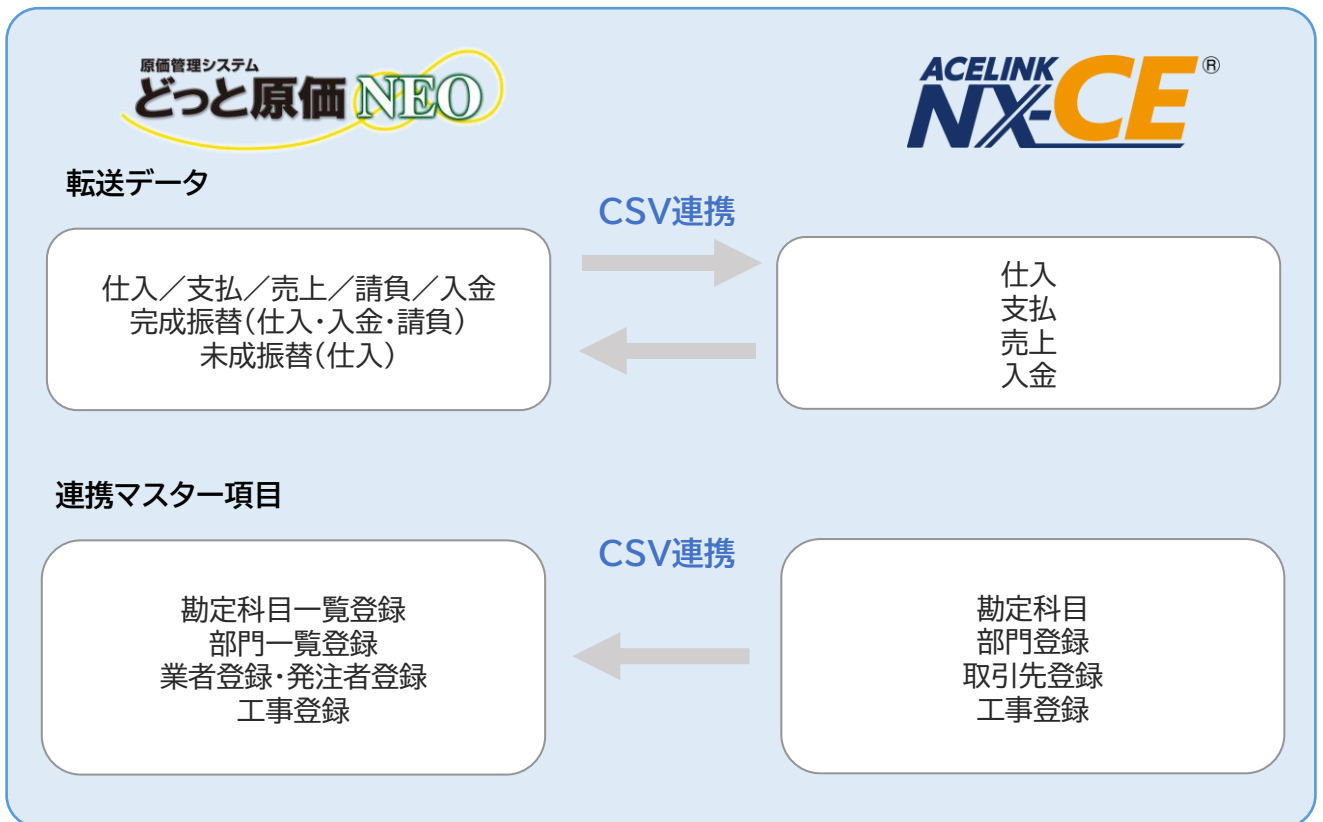 原価管理システム
どっと原価NEO
ACELINK
NX-CE®
転送データ
CSV連携
仕入／支払／売上／請負／入金
完成振替(仕入・入金・請負)
未成振替(仕入)
仕入
支払
売上
入金
連携マスター項目
CSV連携
勘定科目一覧登録
部門一覧登録
業者登録・発注者登録
工事登録
勘定科目
部門登録
取引先登録
工事登録